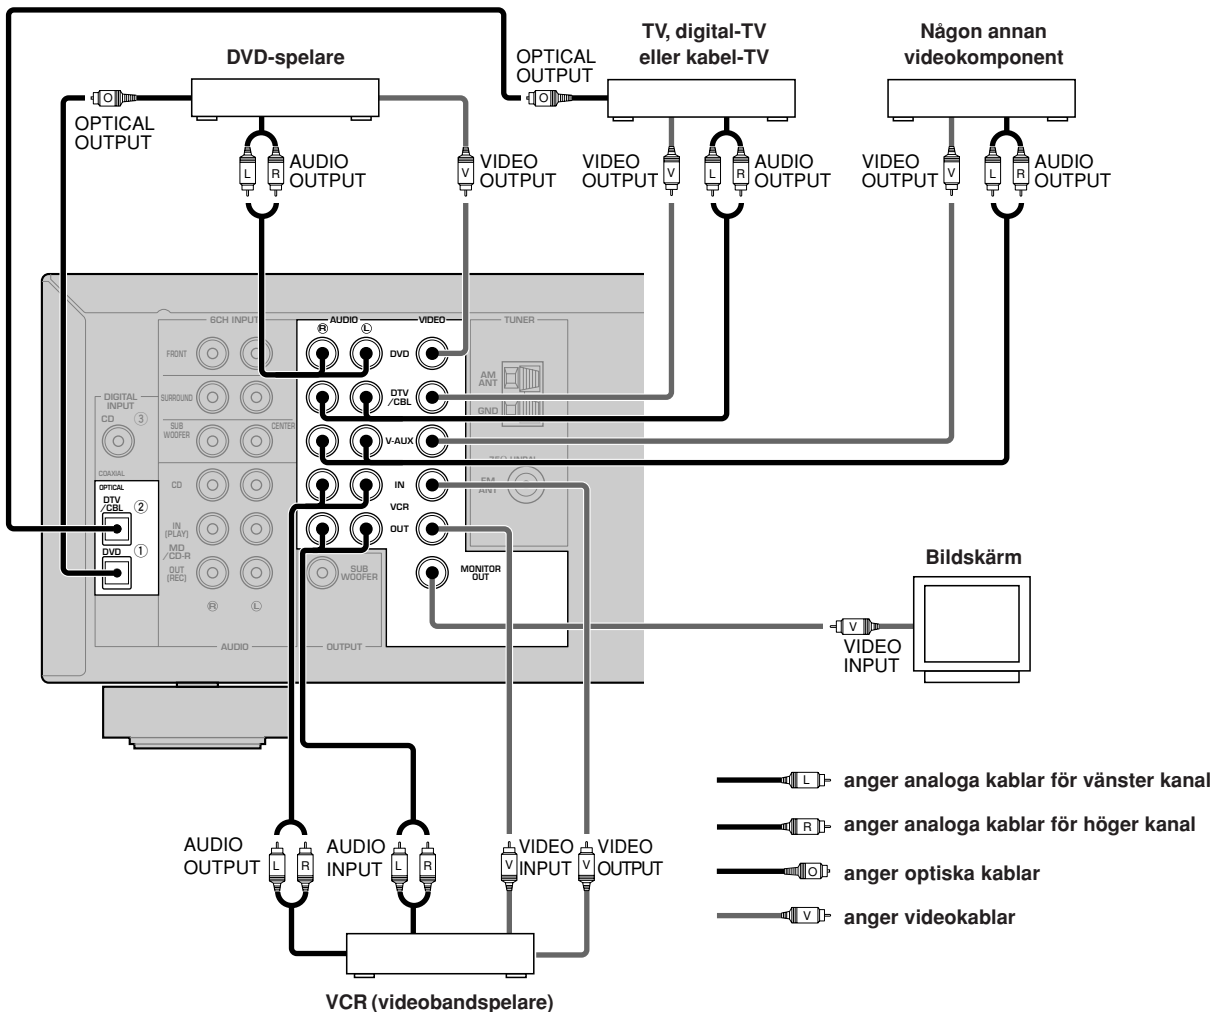 TV, digital-TV
eller kabel-TV
Någon annan
videokomponent
DVD-spelare
OPTICAL
OUTPUT
O
O
OPTICAL
OUTPUT
L
R
AUDIO
OUTPUT
V
VIDEO
OUTPUT
VIDEO
OUTPUT
V
L
R
AUDIO
OUTPUT
VIDEO
OUTPUT
V
L
R
AUDIO
OUTPUT
6CH INPUT
AUDIO
VIDEO
TUNER
R
L
FRONT
DVD
AM
ANT
DIGITAL
INPUT
SURROUND
DTV
/CBL
GND
CD
③
SUB
WOOFER
CENTER
V-AUX
75Ω UNBAL
COAXIAL
OPTICAL
CD
IN
FM
ANT
DTV
/CBL
②
VCR
IN
(PLAY)
OUT
DVD
①
MD
/CD-R
OUT
(REC)
SUB
WOOFER
MONITOR
OUT
R
L
AUDIO
OUTPUT
Bildskärm
V
VIDEO
INPUT
L
anger analoga kablar för vänster kanal
R
anger analoga kablar för höger kanal
O
anger optiska kablar
V
anger videokablar
AUDIO
OUTPUT
L
R
AUDIO
INPUT
L
R
V
VIDEO
INPUT
V
VIDEO
OUTPUT
VCR (videobandspelare)